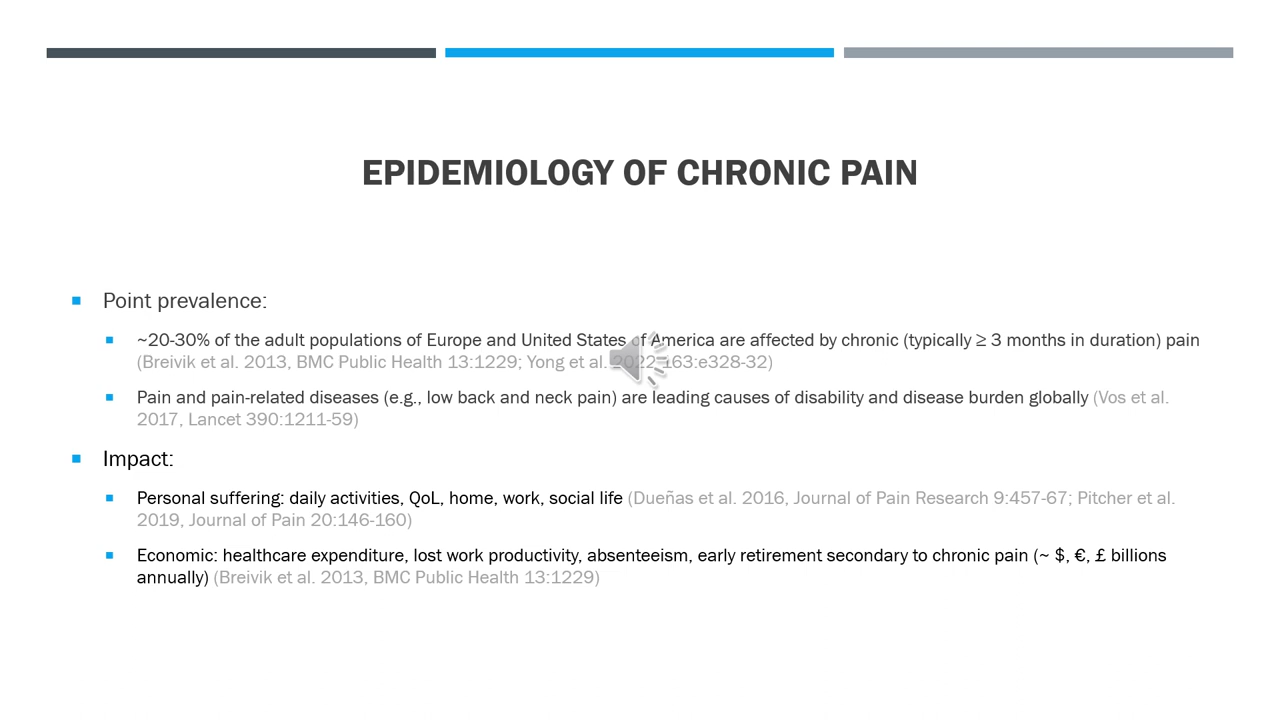 EPIDEMIOLOGY OF CHRONIC PAIN
Point prevalence:
~20-30% of the adult populations of Europe and United States of America are affected by chronic (typically ≥ 3 months in duration) pain
(Breivik et al. 2013, BMC Public Health 13:1229; Yong et al. 2022 163:e328-32)
Pain and pain-related diseases (e.g., low back and neck pain) are leading causes of disability and disease burden globally (Vos et al.
2017, Lancet 390:1211-59)
Impact:
Personal suffering: daily activities, QoL, home, work, social life (Dueñas et al. 2016, Journal of Pain Research 9:457-67; Pitcher et al.
2019, Journal of Pain 20:146-160)
Economic: healthcare expenditure, lost work productivity, absenteeism, early retirement secondary to chronic pain (~ $, €, £ billions
annually) (Breivik et al. 2013, BMC Public Health 13:1229)